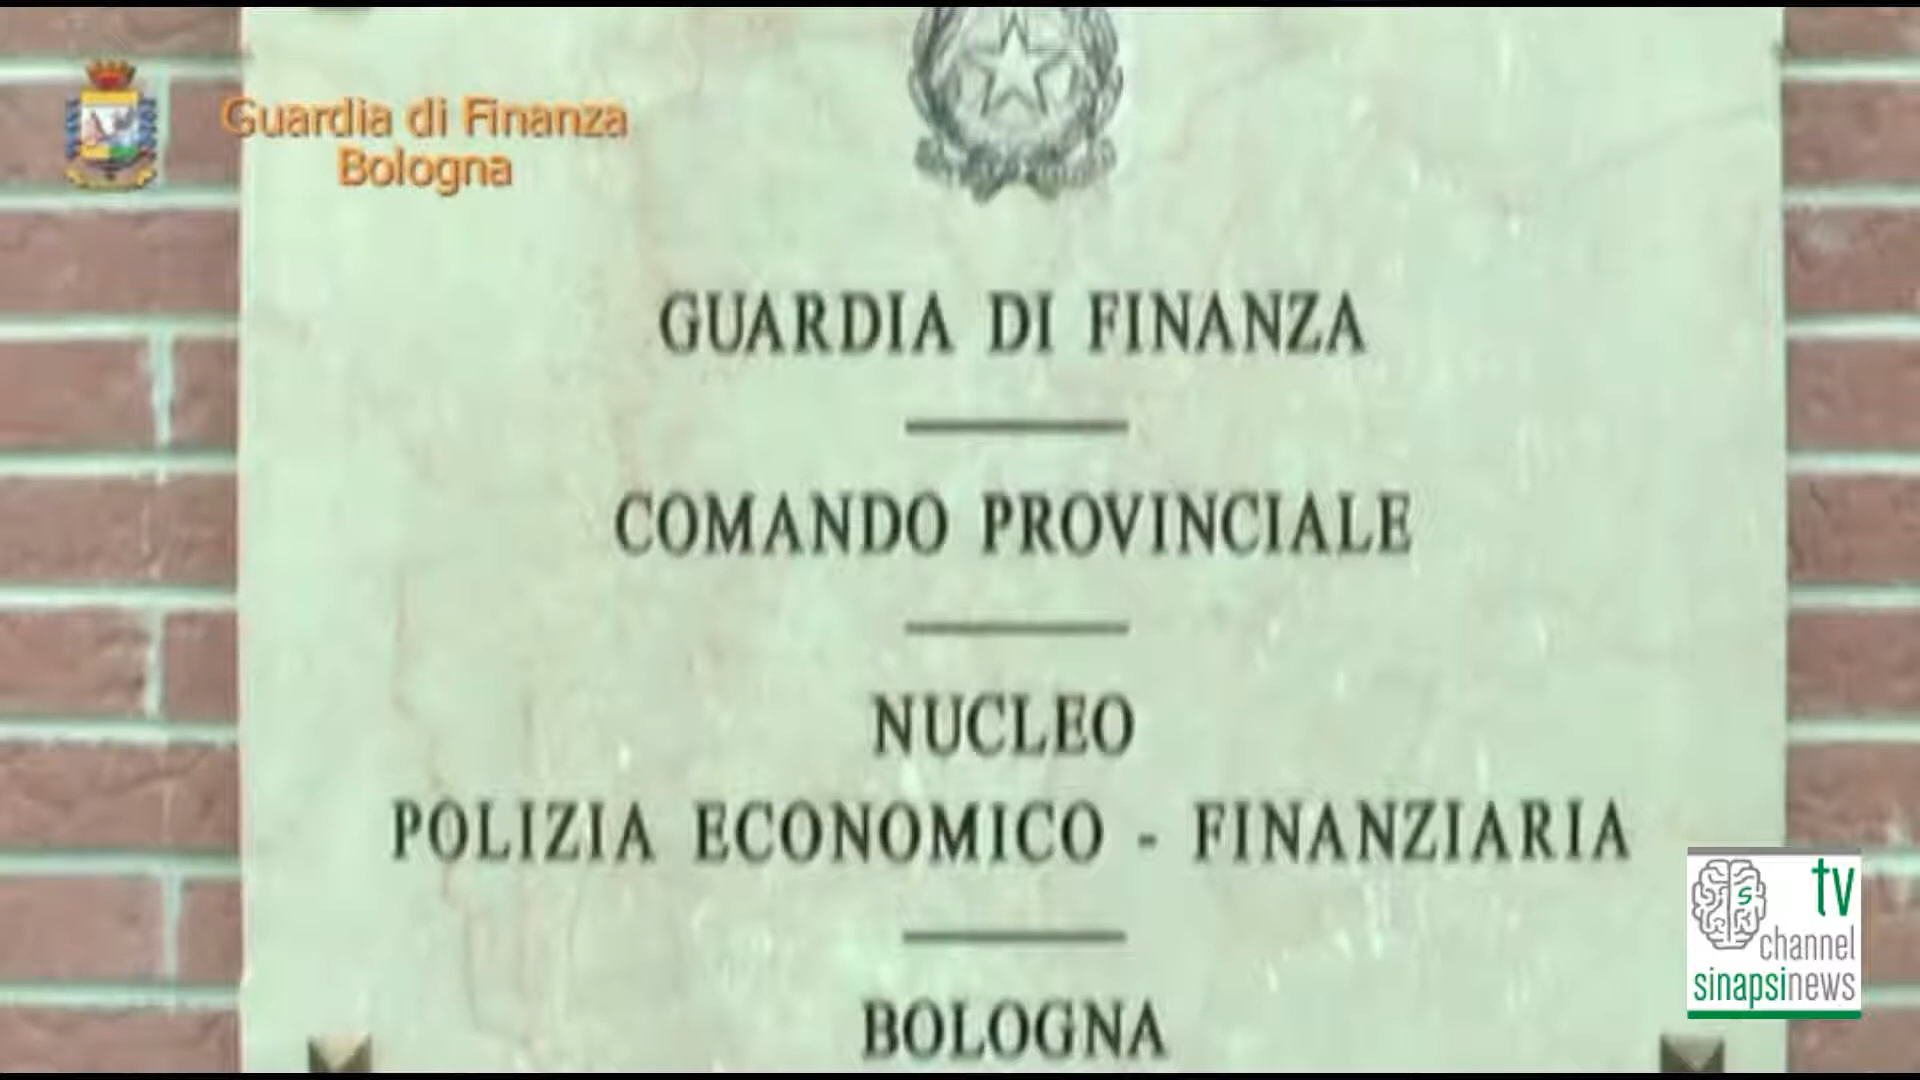 Guardia di Finanza
Bologna
GUARDIA DI FINANZA
COMANDO PROVINCIALE
NUCLEO
POLIZIA ECONOMICO - FINANZIARIA
BOLOGNA
tv
channel
sinapsinews